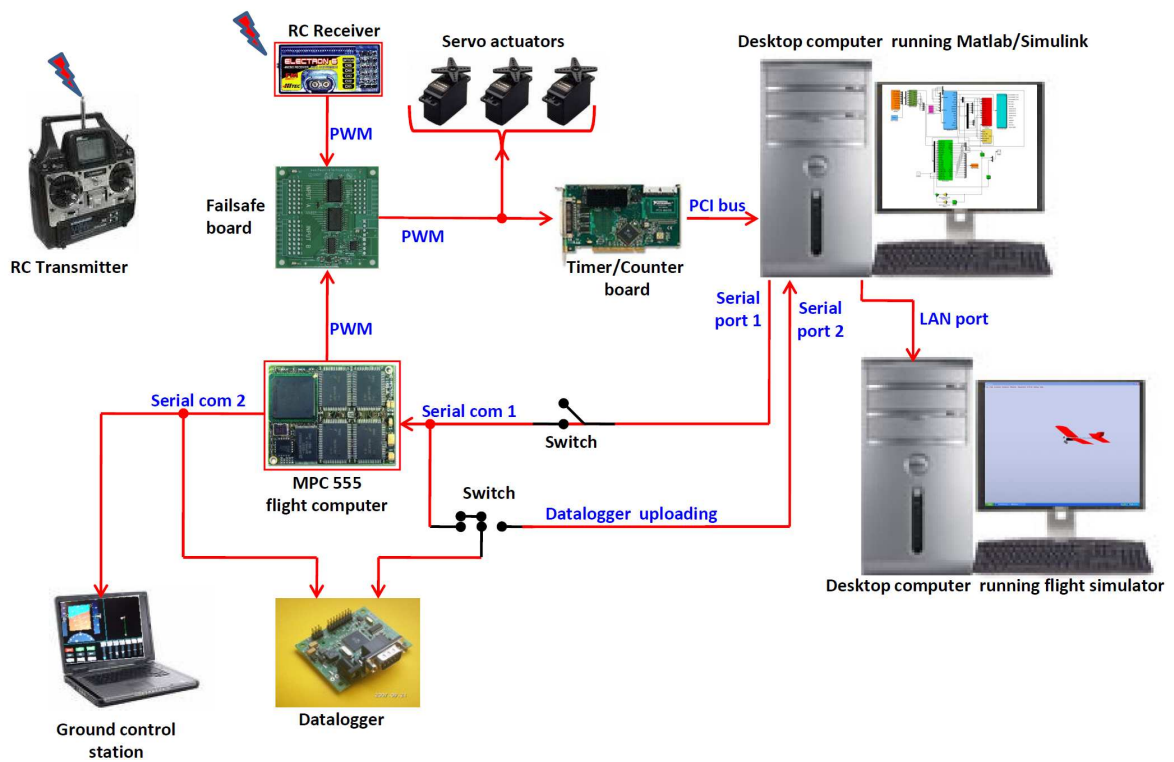 RC Receiver
Servo actuators
Desktop computer running Matlab/Simulink
ELECTRON 6
PWM
Failsafe
board
PWM
PCI bus
RC Transmitter
Timer/Counter
board
Serial
port 1
Serial
port 2
LAN port
PWM
Serial com 2
Serial com 1
Switch
MPC 555
flight computer
Switch
Datalogger uploading
Desktop computer running flight simulator
Ground control
station
Datalogger